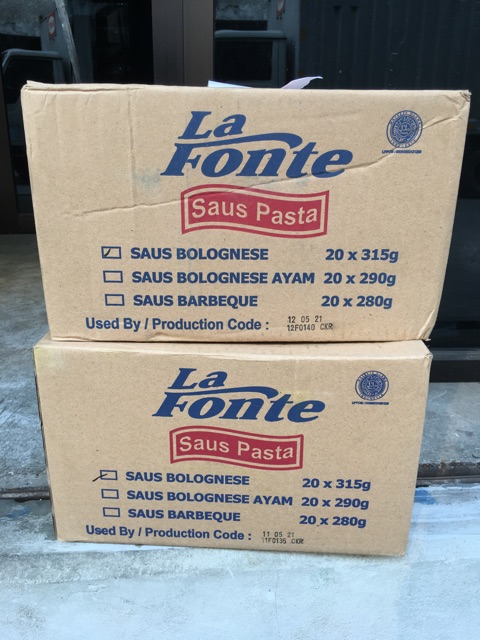 La
Fonte
Saus Pasta
SAUS BOLOGNESE 20 x 315g
SAUS BOLOGNESE AYAM 20 x 290g
SAUS BARBEQUE 20 x 280g
Used By / Production Code : 12 05 21
12F0140 CKR
La
Fonte
Saus Pasta
SAUS BOLOGNESE 20 x 315g
SAUS BOLOGNESE AYAM 20 x 290g
SAUS BARBEQUE 20 x 280g
Used By / Production Code : 11 05 21
11F0135 CKR